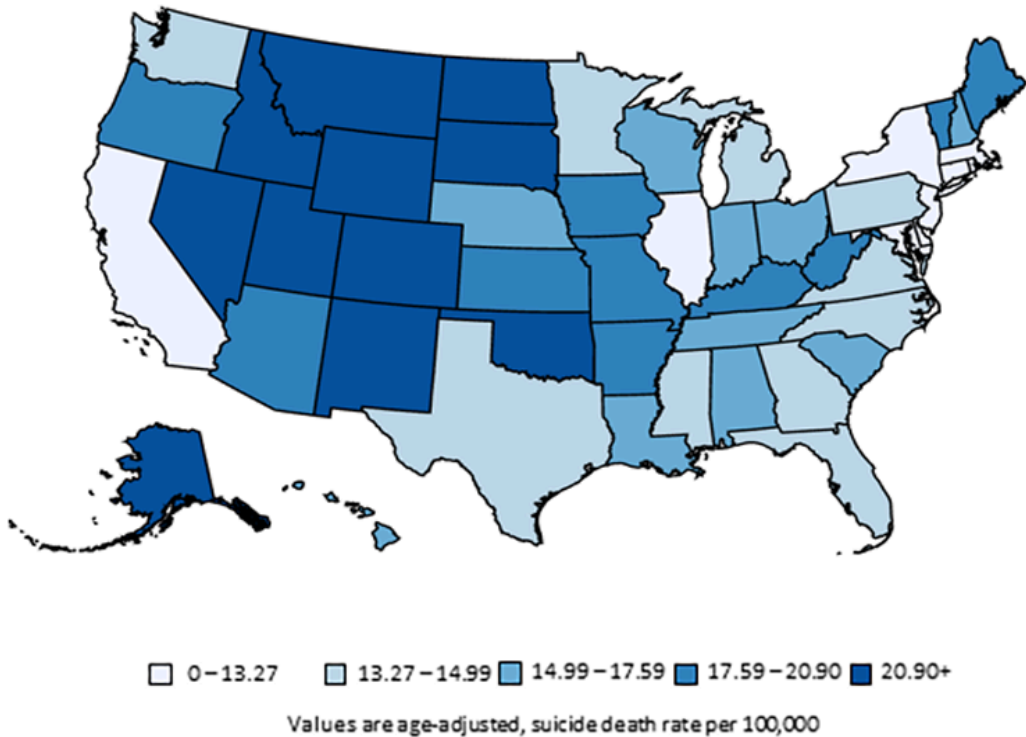 0 – 13.27 13.27 – 14.99 14.99 – 17.59 17.59 – 20.90 20.90+
Values are age-adjusted, suicide death rate per 100,000